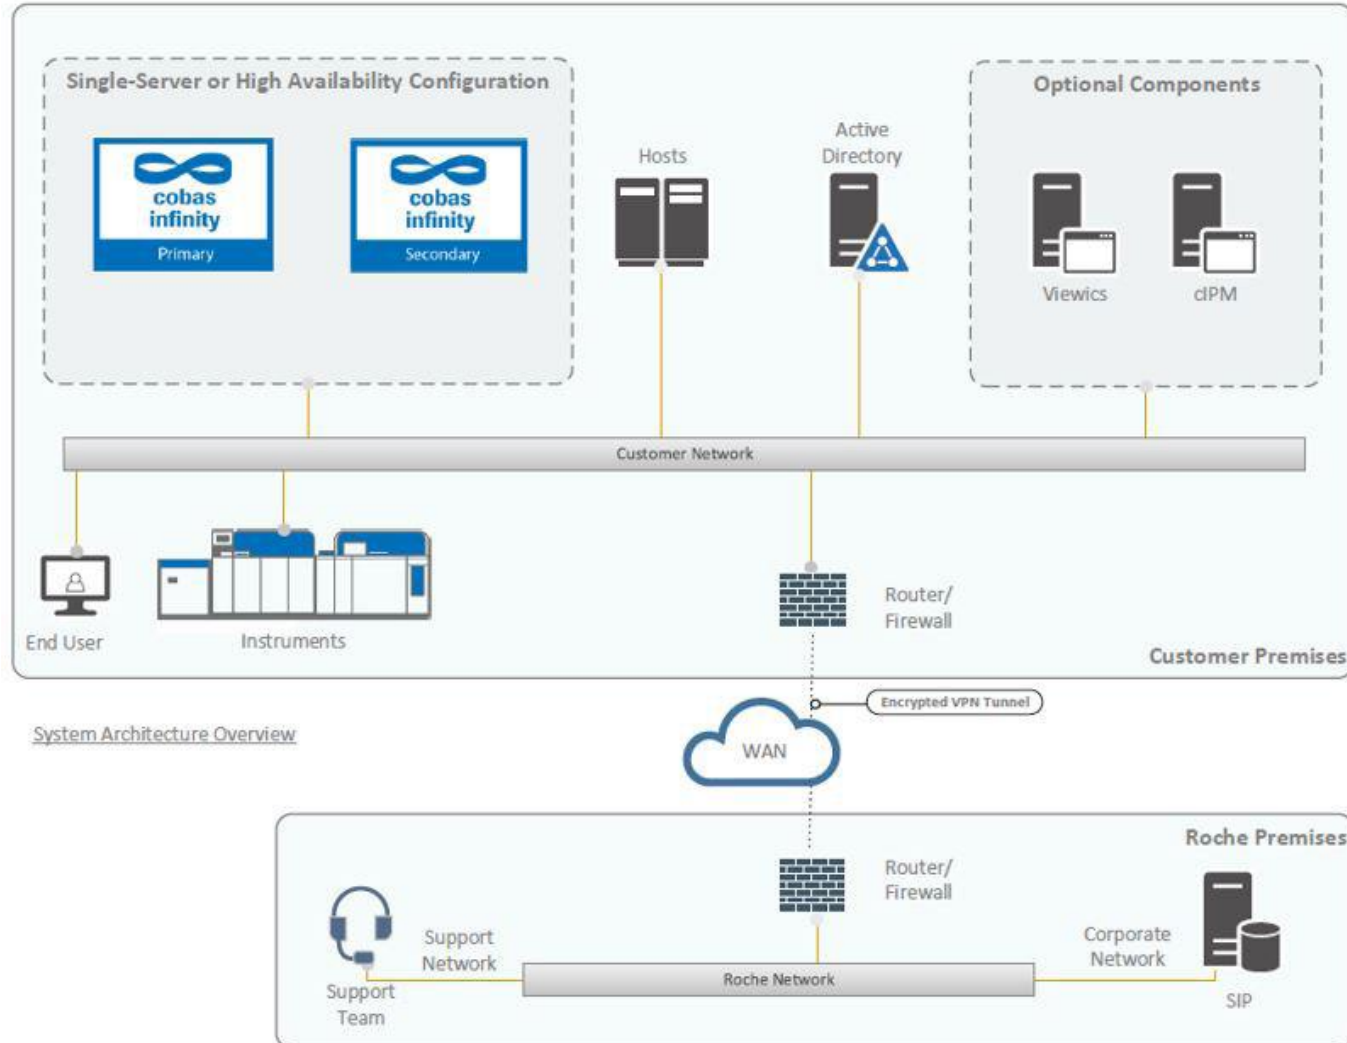 Single-Server or High Availability Configuration
Optional Components
cobas
infinity
Primary
cobas
infinity
Secondary
Hosts
Active
Directory
Viewics
cIPM
Customer Network
End User
Instruments
Router/
Firewall
Customer Premises
Encrypted VPN Tunnel
System Architecture Overview
WAN
Roche Premises
Router/
Firewall
Support
Network
Corporate
Network
Roche Network
Support
Team
SIP